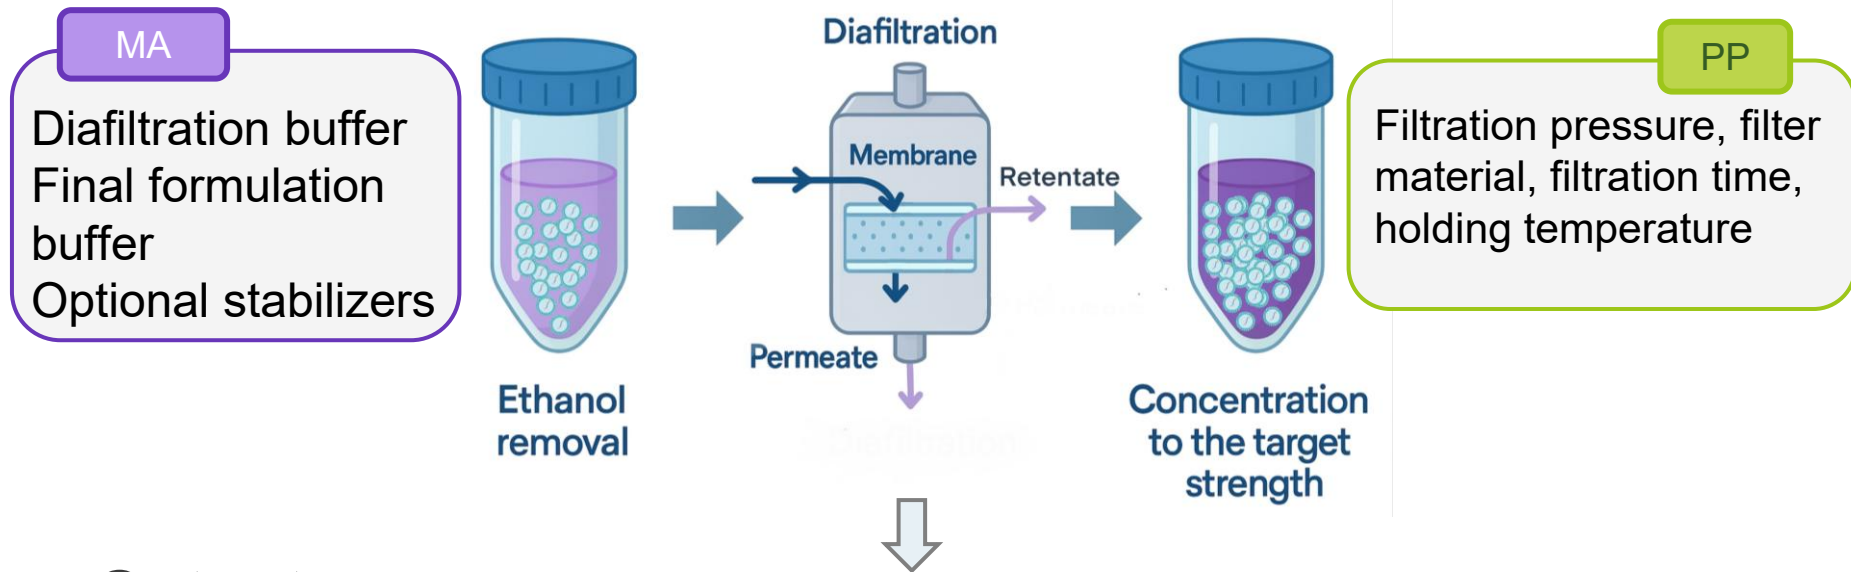 MA
Diafiltration buffer
Final formulation
buffer
Optional stabilizers
Ethanol
removal
Diafiltration
Membrane
Retentate
Permeate
Concentration
to the target
strength
PP
Filtration pressure, filter
material, filtration time,
holding temperature